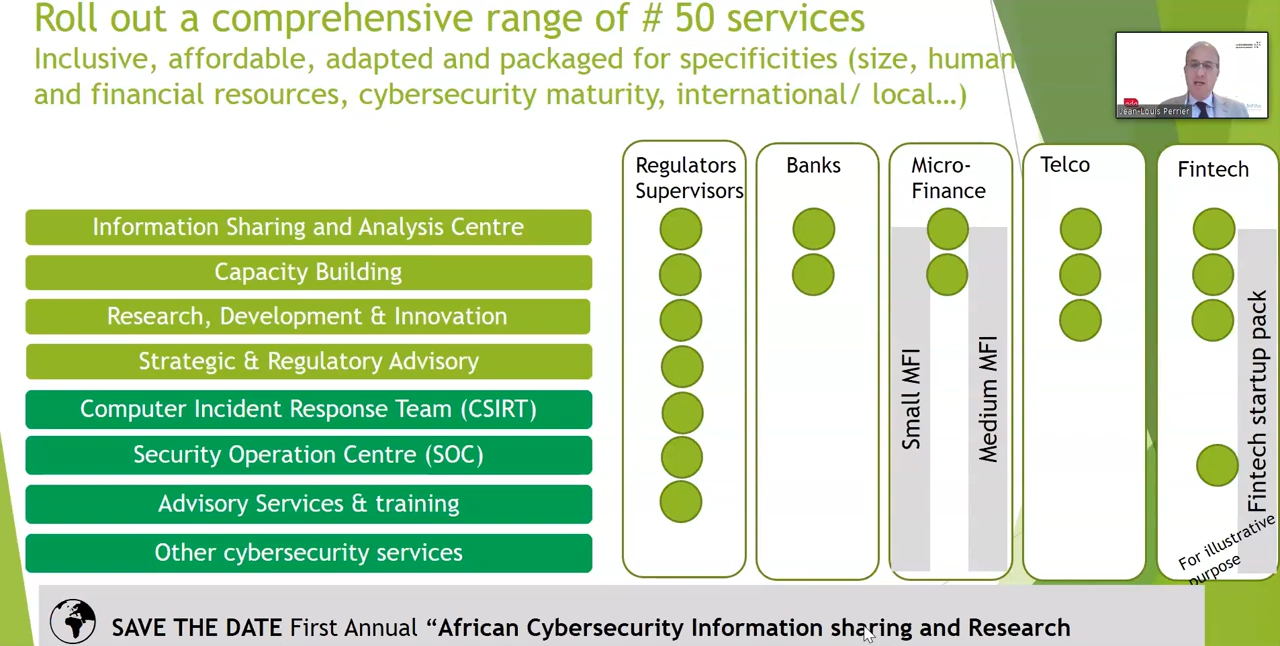 Roll out a comprehensive range of # 50 services
Inclusive, affordable, adapted and packaged for specificities (size, human
and financial resources, cybersecurity maturity, international/ local…)
Jean-Louis Perrier
Regulators
Supervisors
Banks
Micro-
Finance
Telco
Fintech
Information Sharing and Analysis Centre
Capacity Building
Research, Development & Innovation
Strategic & Regulatory Advisory
Computer Incident Response Team (CSIRT)
Security Operation Centre (SOC)
Advisory Services & training
Other cybersecurity services
Small MFI
Medium MFI
Fintech startup pack
For illustrative
purpose
SAVE THE DATE First Annual “African Cybersecurity Information sharing and Research